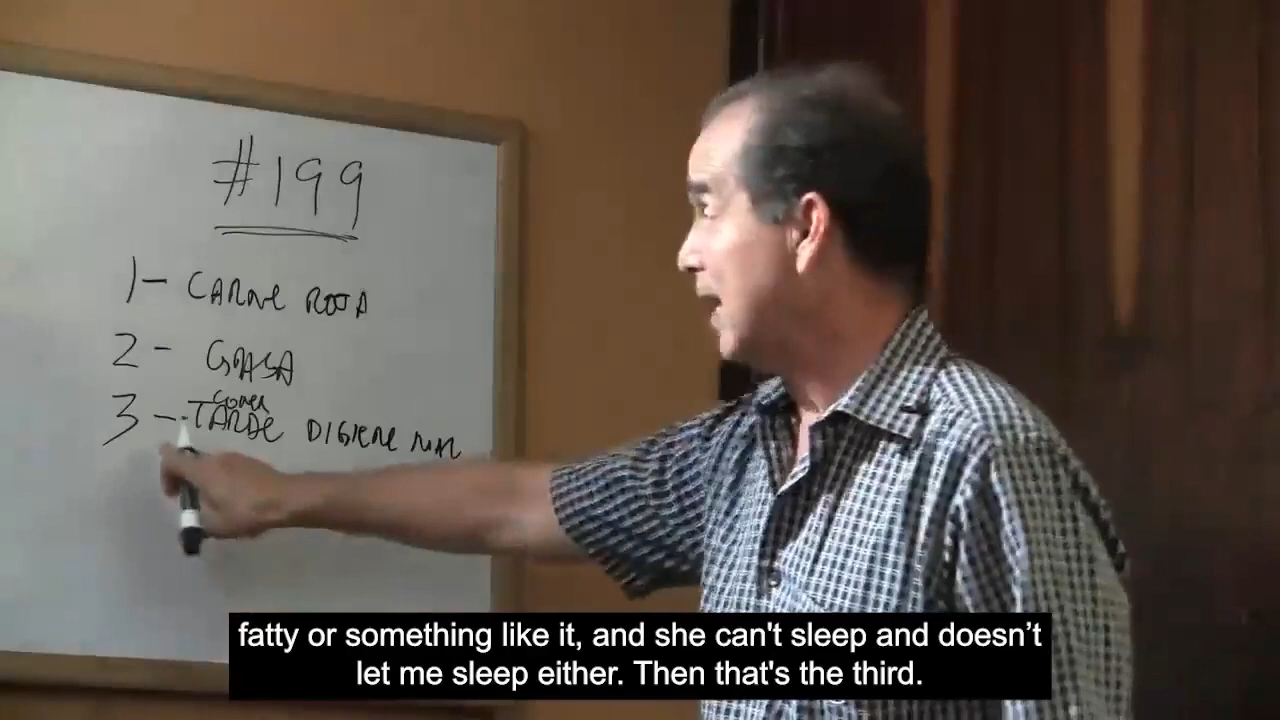 #199
1- CARNE ROJA
2- GRASA
3- COMER
TARDE DIGIERE MAL
fatty or something like it, and she can't sleep and doesn’t
let me sleep either. Then that's the third.